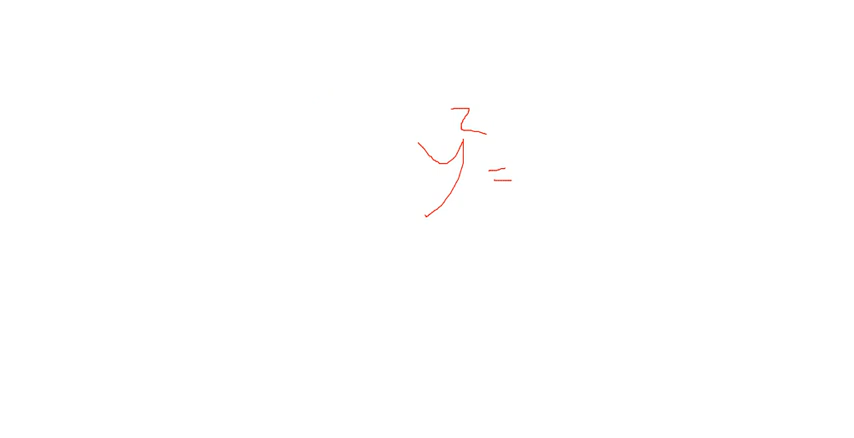 y² =